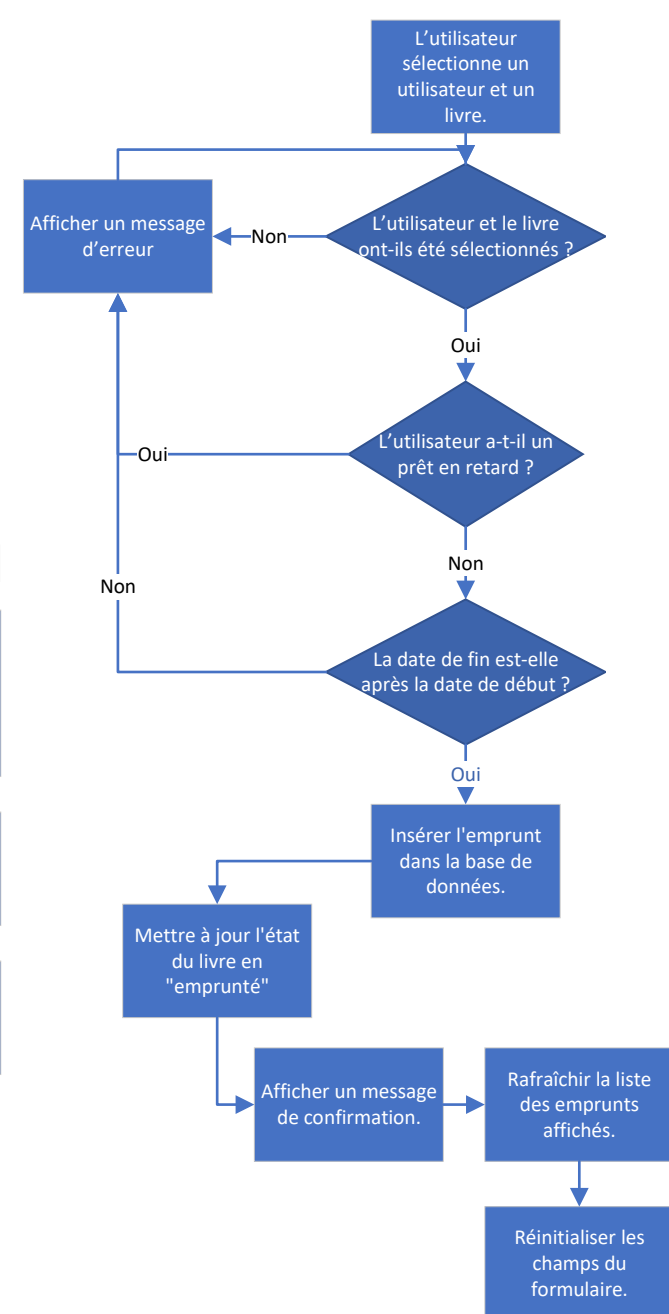 L’utilisateur
sélectionne un
utilisateur et un
livre.
Afficher un message
d’erreur
Non
L’utilisateur et le livre
ont-ils été sélectionnés ?
Oui
Oui
L’utilisateur a-t-il un
prêt en retard ?
Non
Non
La date de fin est-elle
après la date de début ?
Oui
Insérer l'emprunt
dans la base de
données.
Mettre à jour l'état
du livre en
"emprunté"
Afficher un message
de confirmation.
Rafraîchir la liste
des emprunts
affichés.
Réinitialiser les
champs du
formulaire.